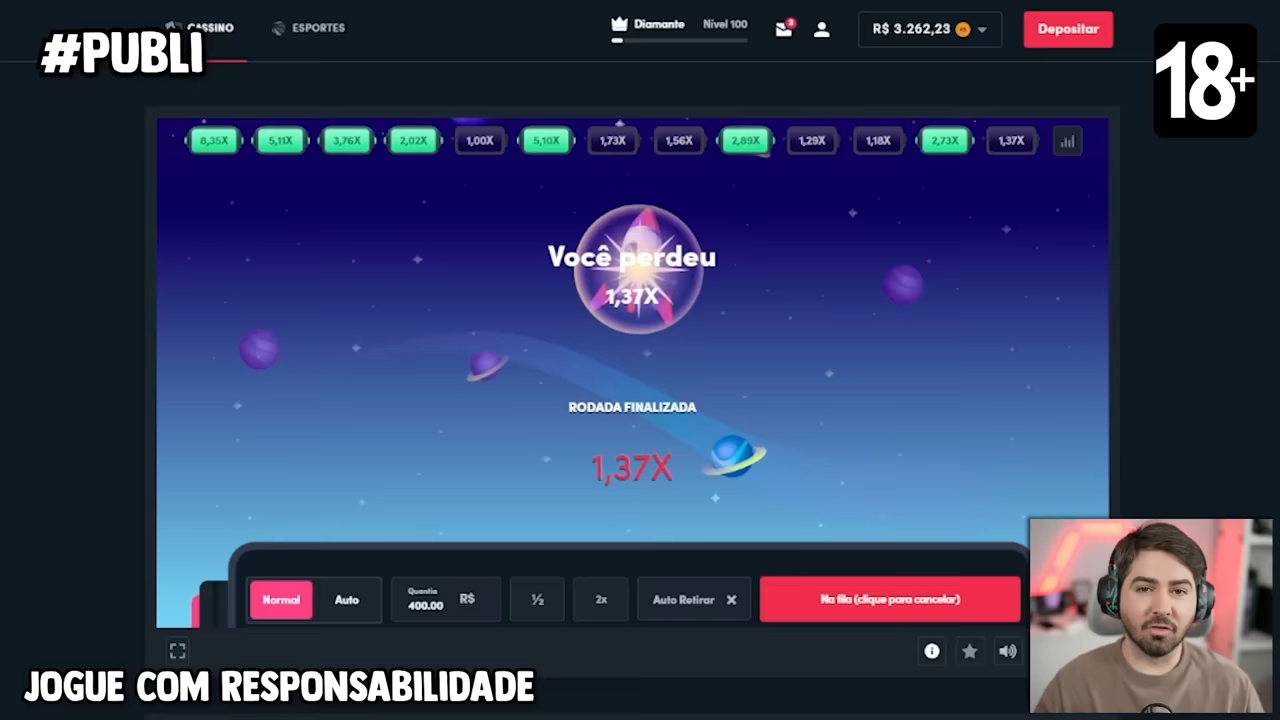 CASSINO
ESPORTES
Diamante
Nível 100
3
R$ 3.262,23
R$
Depositar
#PUBLI
18+
8,35X
5,11X
3,76X
2,02X
1,00X
5,10X
1,73X
1,56X
2,89X
1,29X
1,18X
2,73X
1,37X
Você perdeu
1,37X
RODADA FINALIZADA
1,37X
Normal
Auto
Quantia
400.00
R$
½
2x
Auto Retirar
Na fila (clique para cancelar)
JOGUE COM RESPONSABILIDADE